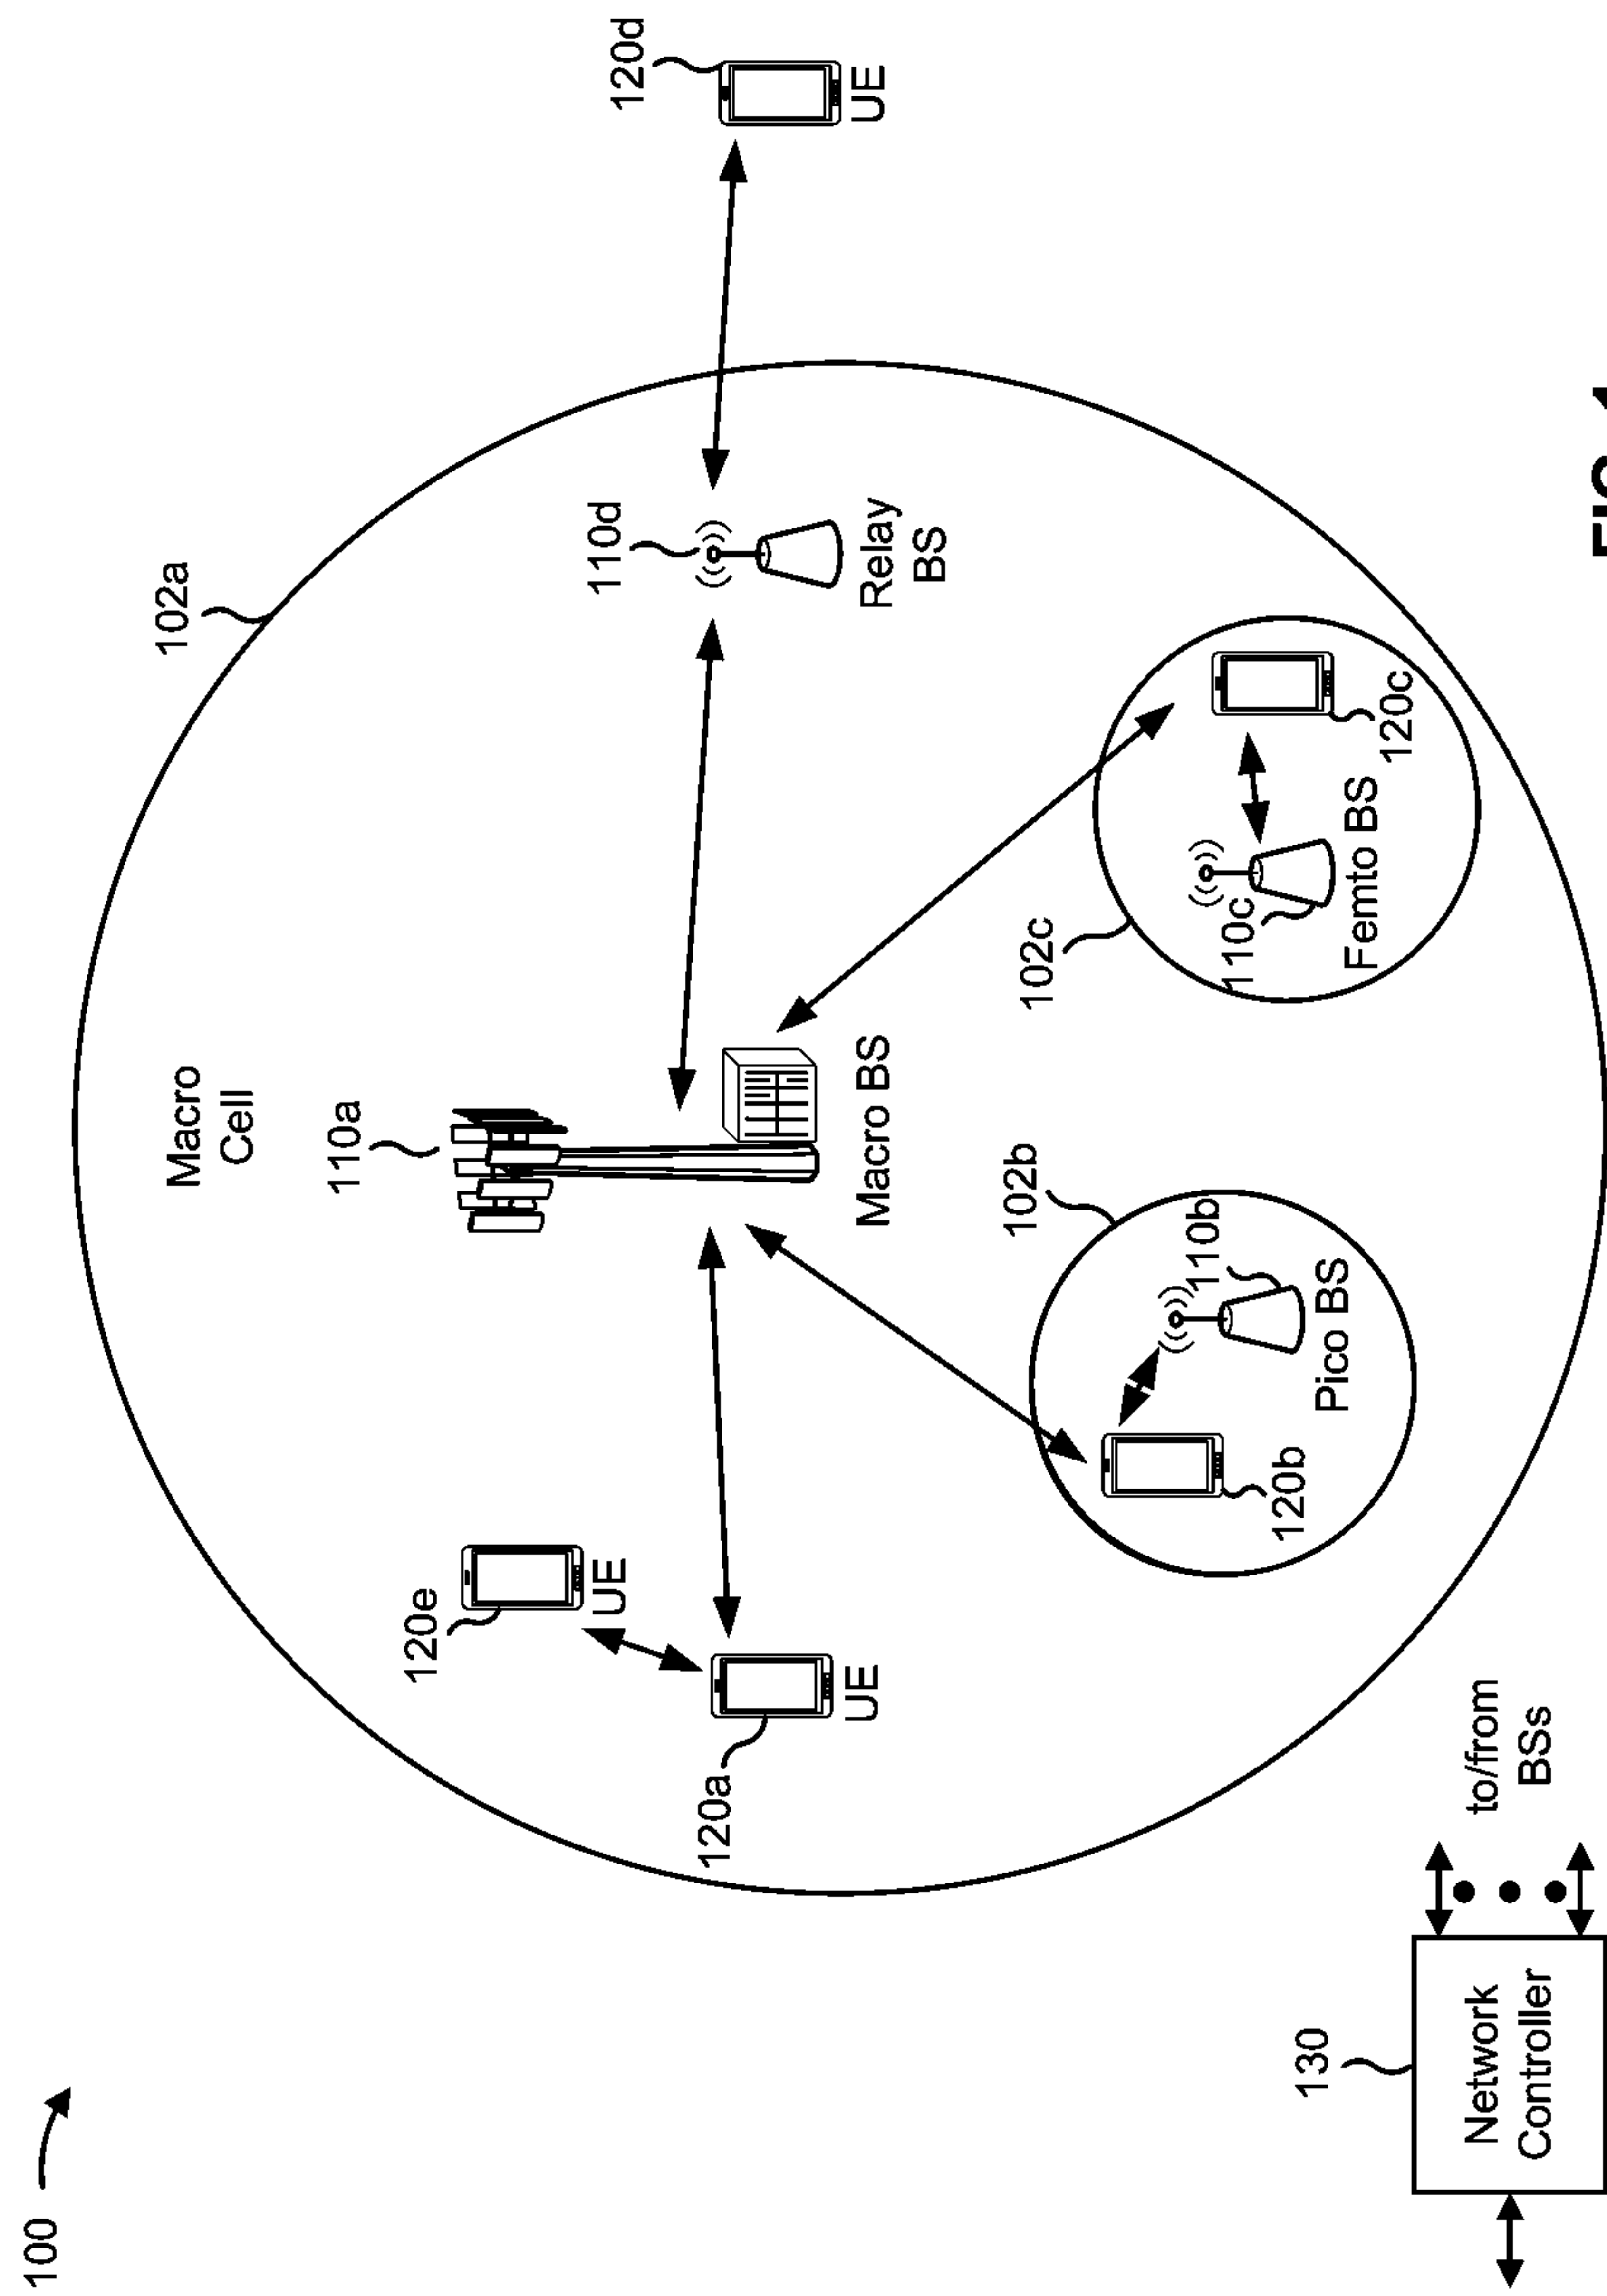 100
102a
Macro
Cell
110a
120d
UE
110d
Relay
BS
120e
UE
120a
UE
Macro BS
102b
110b
Pico BS
120b
102c
110c
Femto BS
120c
130
Network
Controller
to/from
BSs